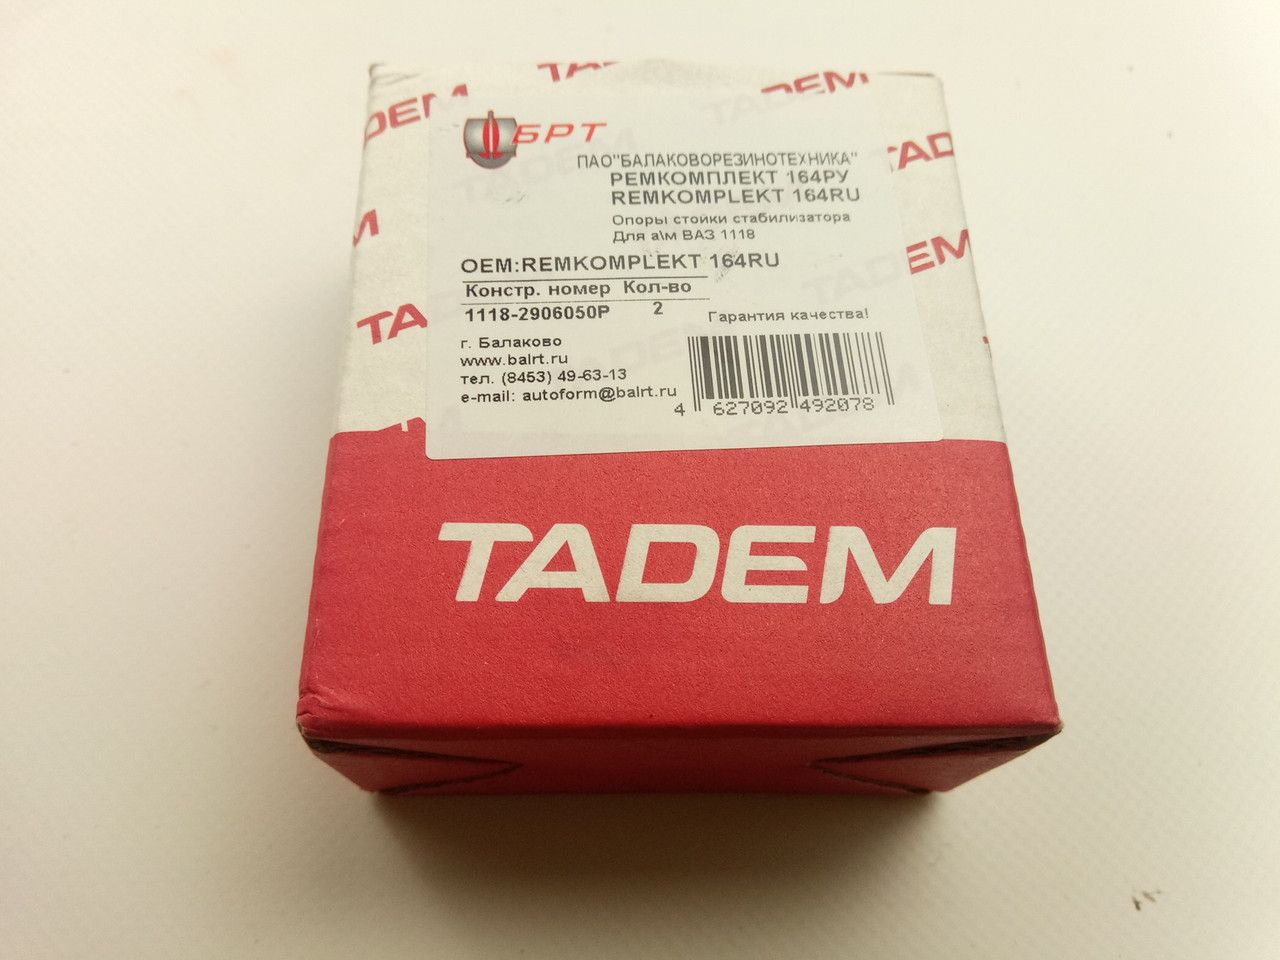 TADEM
TADEM
БРТ
ПАО"БАЛАКОВОРЕЗИНОТЕХНИКА"
РЕМКОМПЛЕКТ 164РУ
REMKOMPLEKT 164RU
Опоры стойки стабилизатора
Для а\м ВАЗ 1118
OEM:REMKOMPLEKT 164RU
Констр. номер Кол-во
1118-2906050Р 2
Гарантия качества!
г. Балаково
www.balrt.ru
тел. (8453) 49-63-13
e-mail: autoform@balrt.ru
4 627092 492078
TADEM